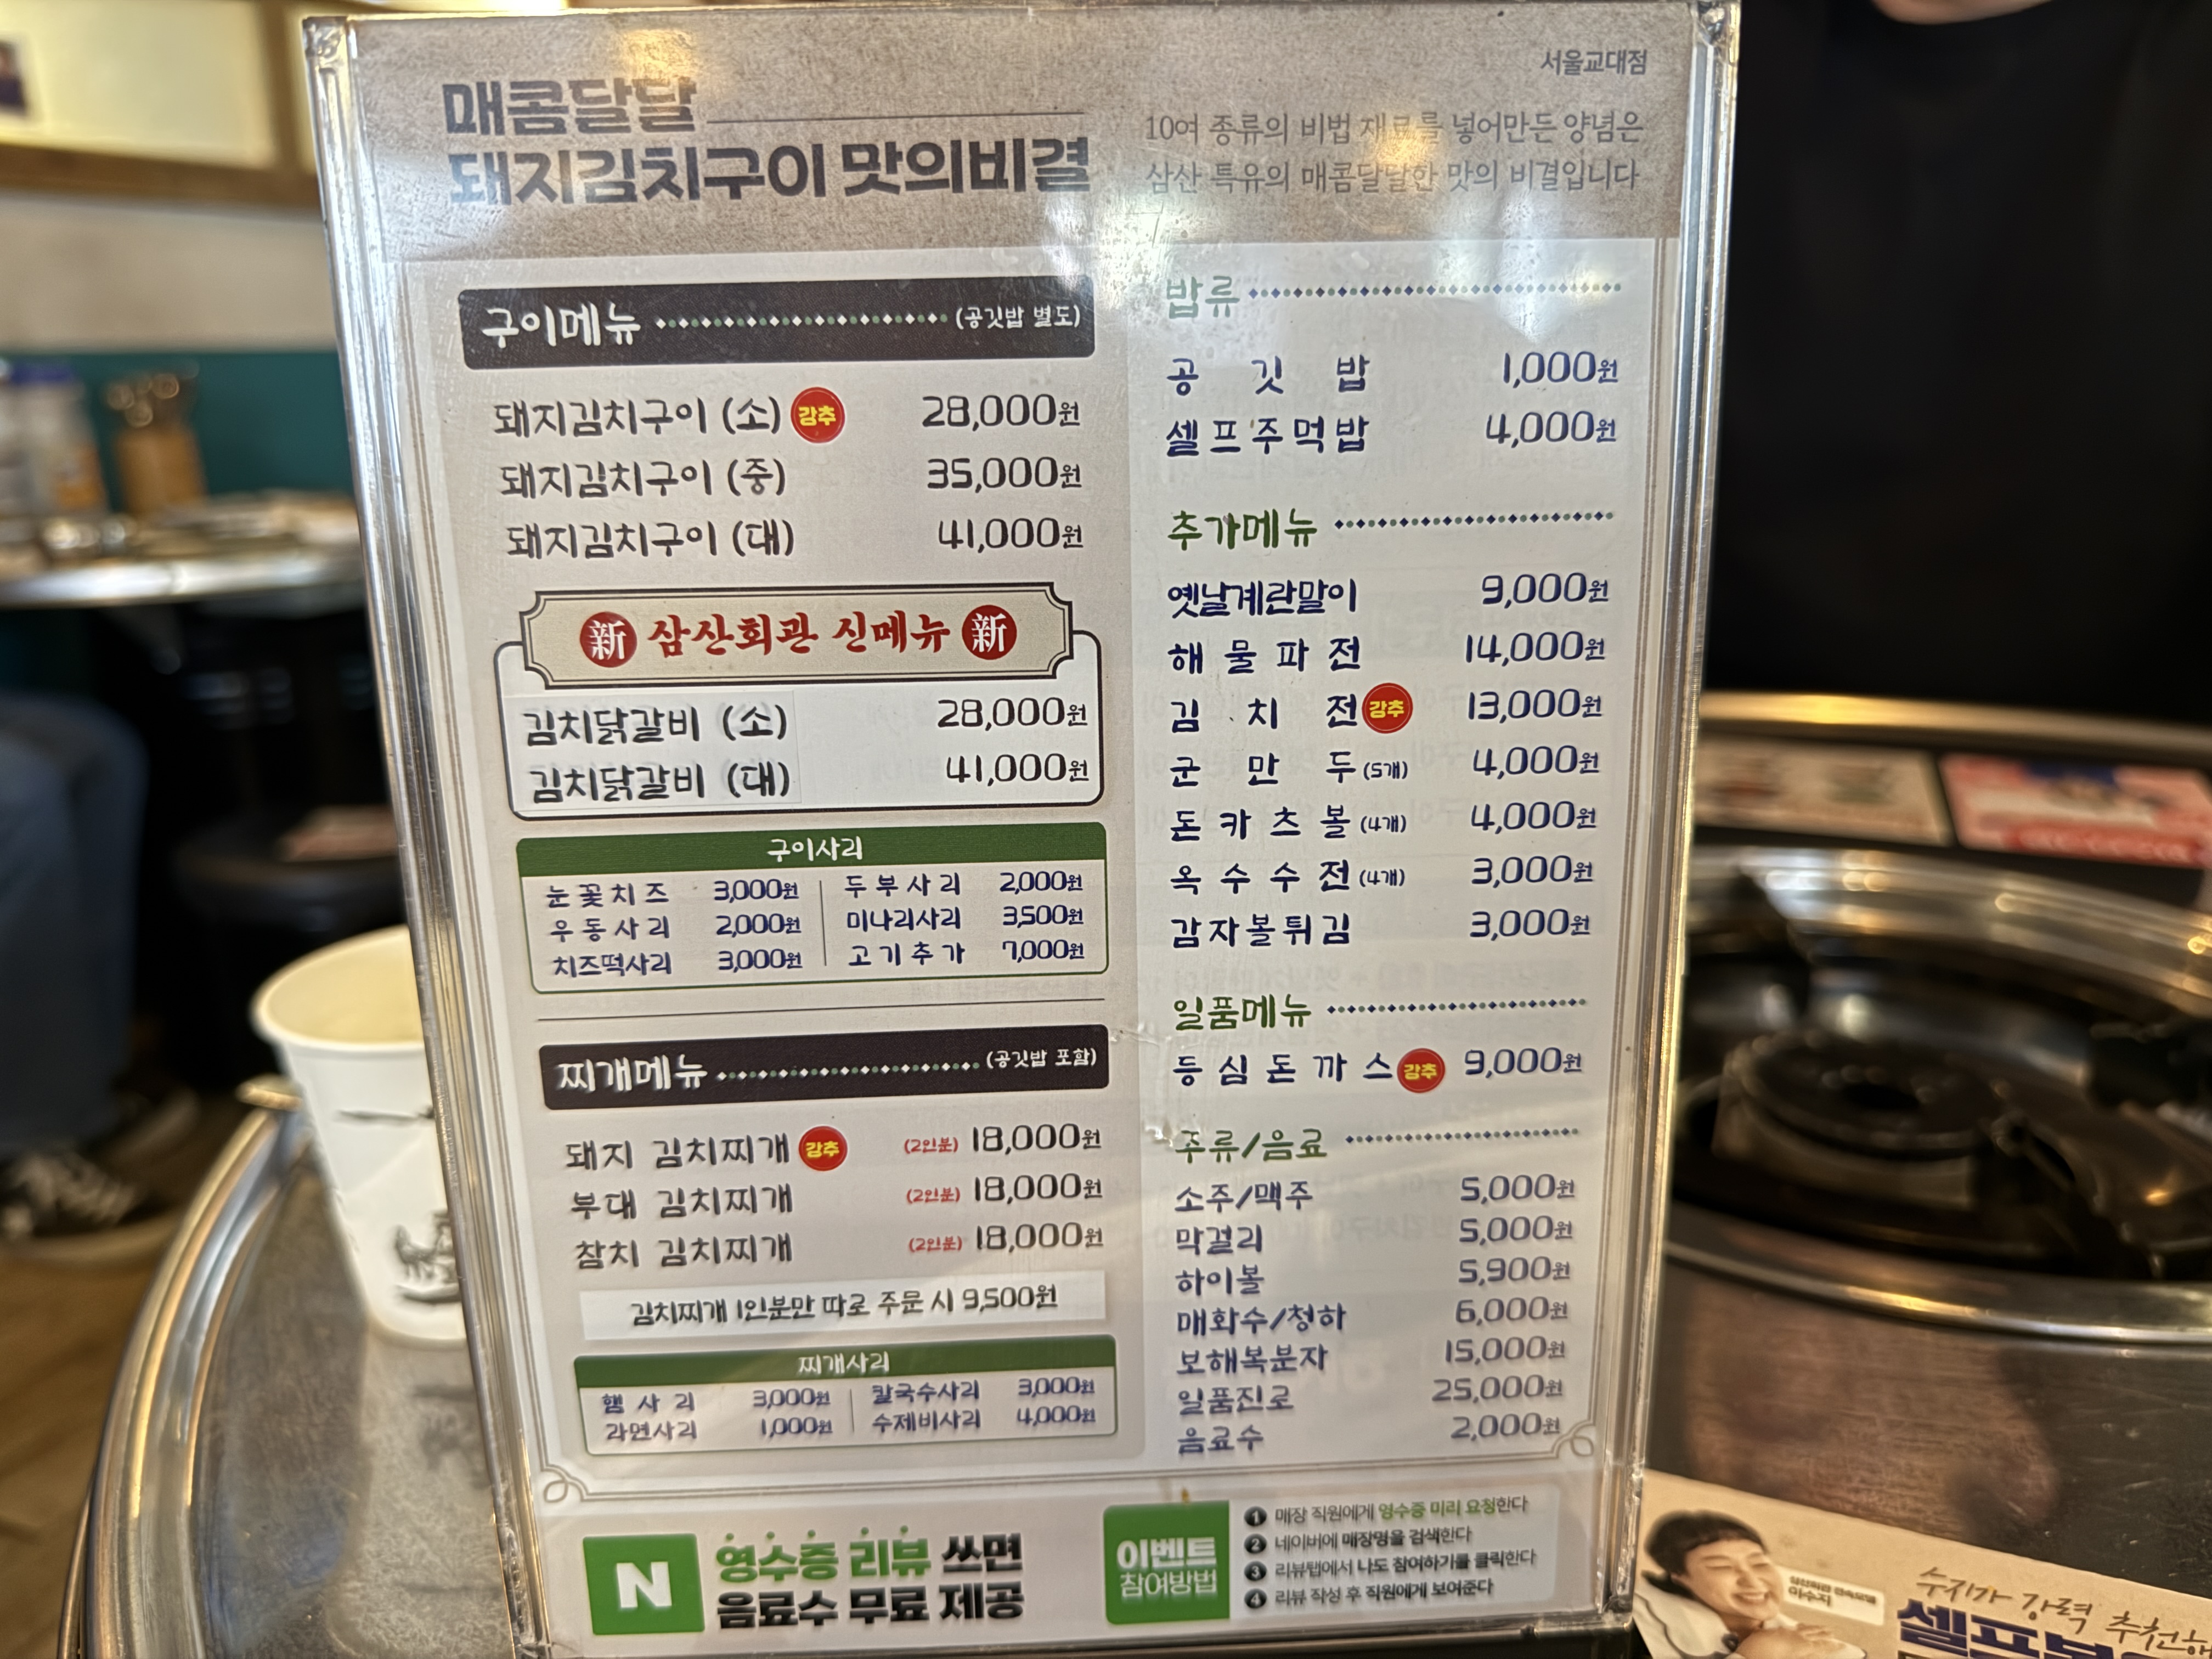 서울교대점
매콤달달
돼지김치구이 맛의비결
10여 종류의 비법 재료를 넣어만든 양념은
삼산 특유의 매콤달달한 맛의 비결입니다
구이메뉴 (공깃밥 별도)
돼지김치구이 (소) 강추 28,000원
돼지김치구이 (중) 35,000원
돼지김치구이 (대) 41,000원
新 삼산회관 신메뉴 新
김치닭갈비 (소) 28,000원
김치닭갈비 (대) 41,000원
구이사리
눈꽃치즈 3,000원 두부사리 2,000원
우동사리 2,000원 미나리사리 3,500원
치즈떡사리 3,000원 고기추가 7,000원
찌개메뉴 (공깃밥 포함)
돼지 김치찌개 강추 (2인분) 18,000원
부대 김치찌개 (2인분) 18,000원
참치 김치찌개 (2인분) 18,000원
김치찌개 1인분만 따로 주문 시 9,500원
찌개사리
햄사리 3,000원 칼국수사리 3,000원
라면사리 1,000원 수제비사리 4,000원
밥류
공깃밥 1,000원
셀프주먹밥 4,000원
추가메뉴
옛날계란말이 9,000원
해물파전 14,000원
김치전 강추 13,000원
군만두 (5개) 4,000원
돈카츠볼 (4개) 4,000원
옥수수전 (4개) 3,000원
감자볼튀김 3,000원
일품메뉴
등심돈까스 강추 9,000원
주류/음료
소주/맥주 5,000원
막걸리 5,000원
하이볼 5,900원
매화수/청하 6,000원
보해복분자 15,000원
일품진로 25,000원
음료수 2,000원
N 영수증 리뷰 쓰면
음료수 무료 제공
이벤트
참여방법
1 매장 직원에게 영수증 미리 요청한다
2 네이버에 매장명을 검색한다
3 리뷰탭에서 나도 참여하기를 클릭한다
4 리뷰 작성 후 직원에게 보여준다
이수지
수지가 강력 추천해
셀프볶